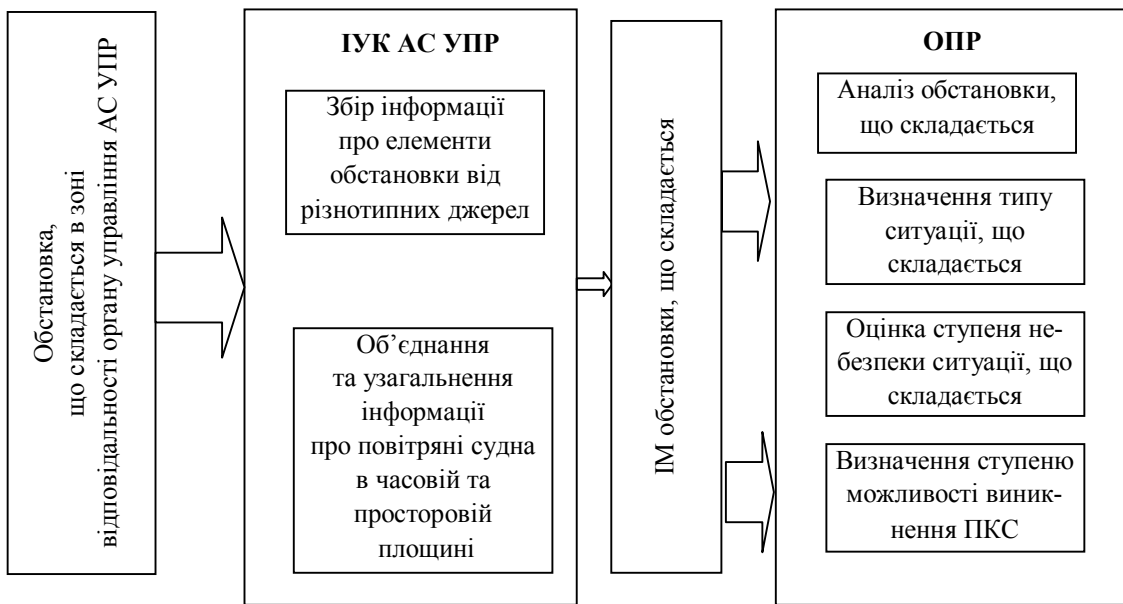 Обстановка,
що складається в зоні
відповідальності органу управління АС УПР
ІУК АС УПР
Збір інформації
про елементи
обстановки від
різнотипних джерел
Об’єднання
та узагальнення
інформації
про повітряні судна
в часовій та
просторовій
площині
ІМ обстановки, що складається
ОПР
Аналіз обстановки,
що складається
Визначення типу
ситуації, що
складається
Оцінка ступеня не-
безпеки ситуації, що
складається
Визначення ступеню
можливості виник-
нення ПКС